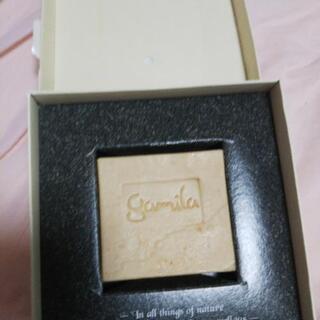 gamila
— In all things of nature